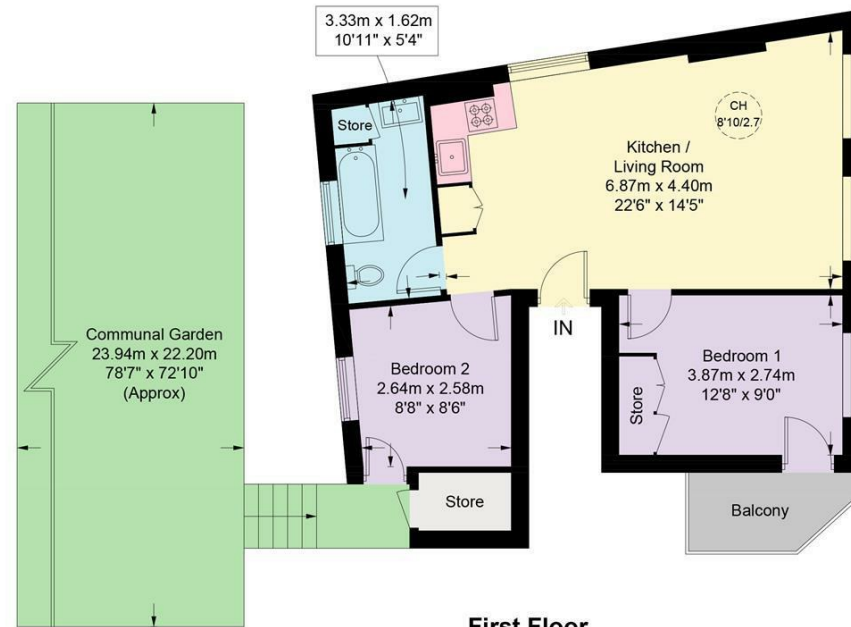 3.33m x 1.62m
10'11" x 5'4"
Store
CH
8'10/2.7
Kitchen /
Living Room
6.87m x 4.40m
22'6" x 14'5"
Communal Garden
23.94m x 22.20m
78'7" x 72'10"
(Approx)
IN
Bedroom 2
2.64m x 2.58m
8'8" x 8'6"
Bedroom 1
3.87m x 2.74m
12'8" x 9'0"
Store
Store
Balcony
First Floor